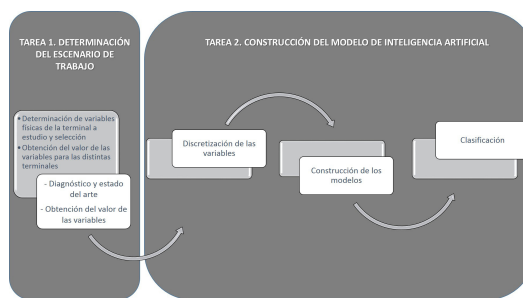 TAREA 1. DETERMINACIÓN
DEL ESCENARIO DE
TRABAJO
• Determinación de variables
físicas de la terminal a
estudio y selección
• Obtención del valor de las
variables para las distintas
terminales
- Diagnóstico y estado
del arte
- Obtención del valor de
las variables
TAREA 2. CONSTRUCCIÓN DEL MODELO DE INTELIGENCIA ARTIFICIAL
Discretización de las
variables
Construcción de los
modelos
Clasificación